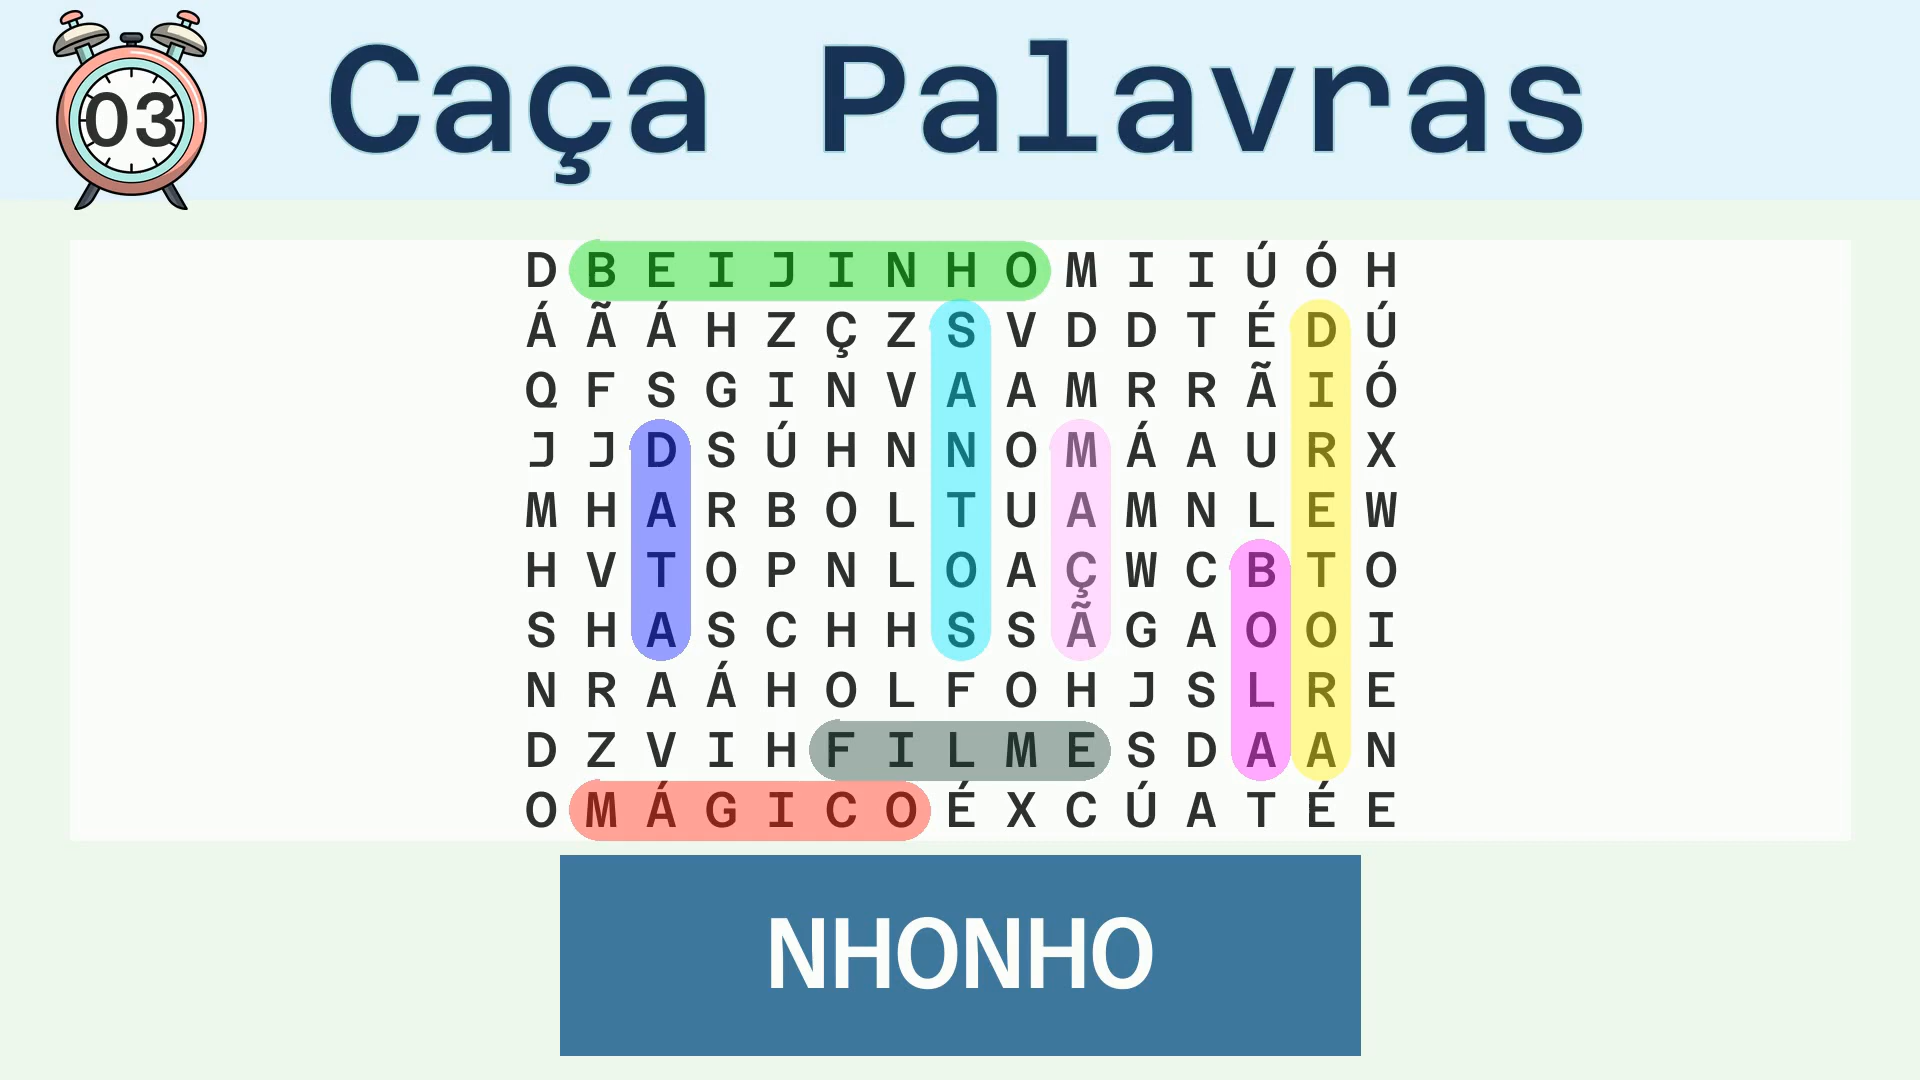 03
Caça Palavras
D B E I J I N H O M I I Ú Ó H
Á Ã Á H Z Ç Z S V D D T É D Ú
Q F S G I N V A A M R R Ã I Ó
J J D S Ú H N N O M Á A U R X
M H A R B O L T U A M N L E W
H V T O P N L O A Ç W C B T O
S H A S C H H S S Ã G A O O I
N R A Á H O L F O H J S L R E
D Z V I H F I L M E S D A A N
O M Á G I C O É X C Ú A T É E
NHONHO